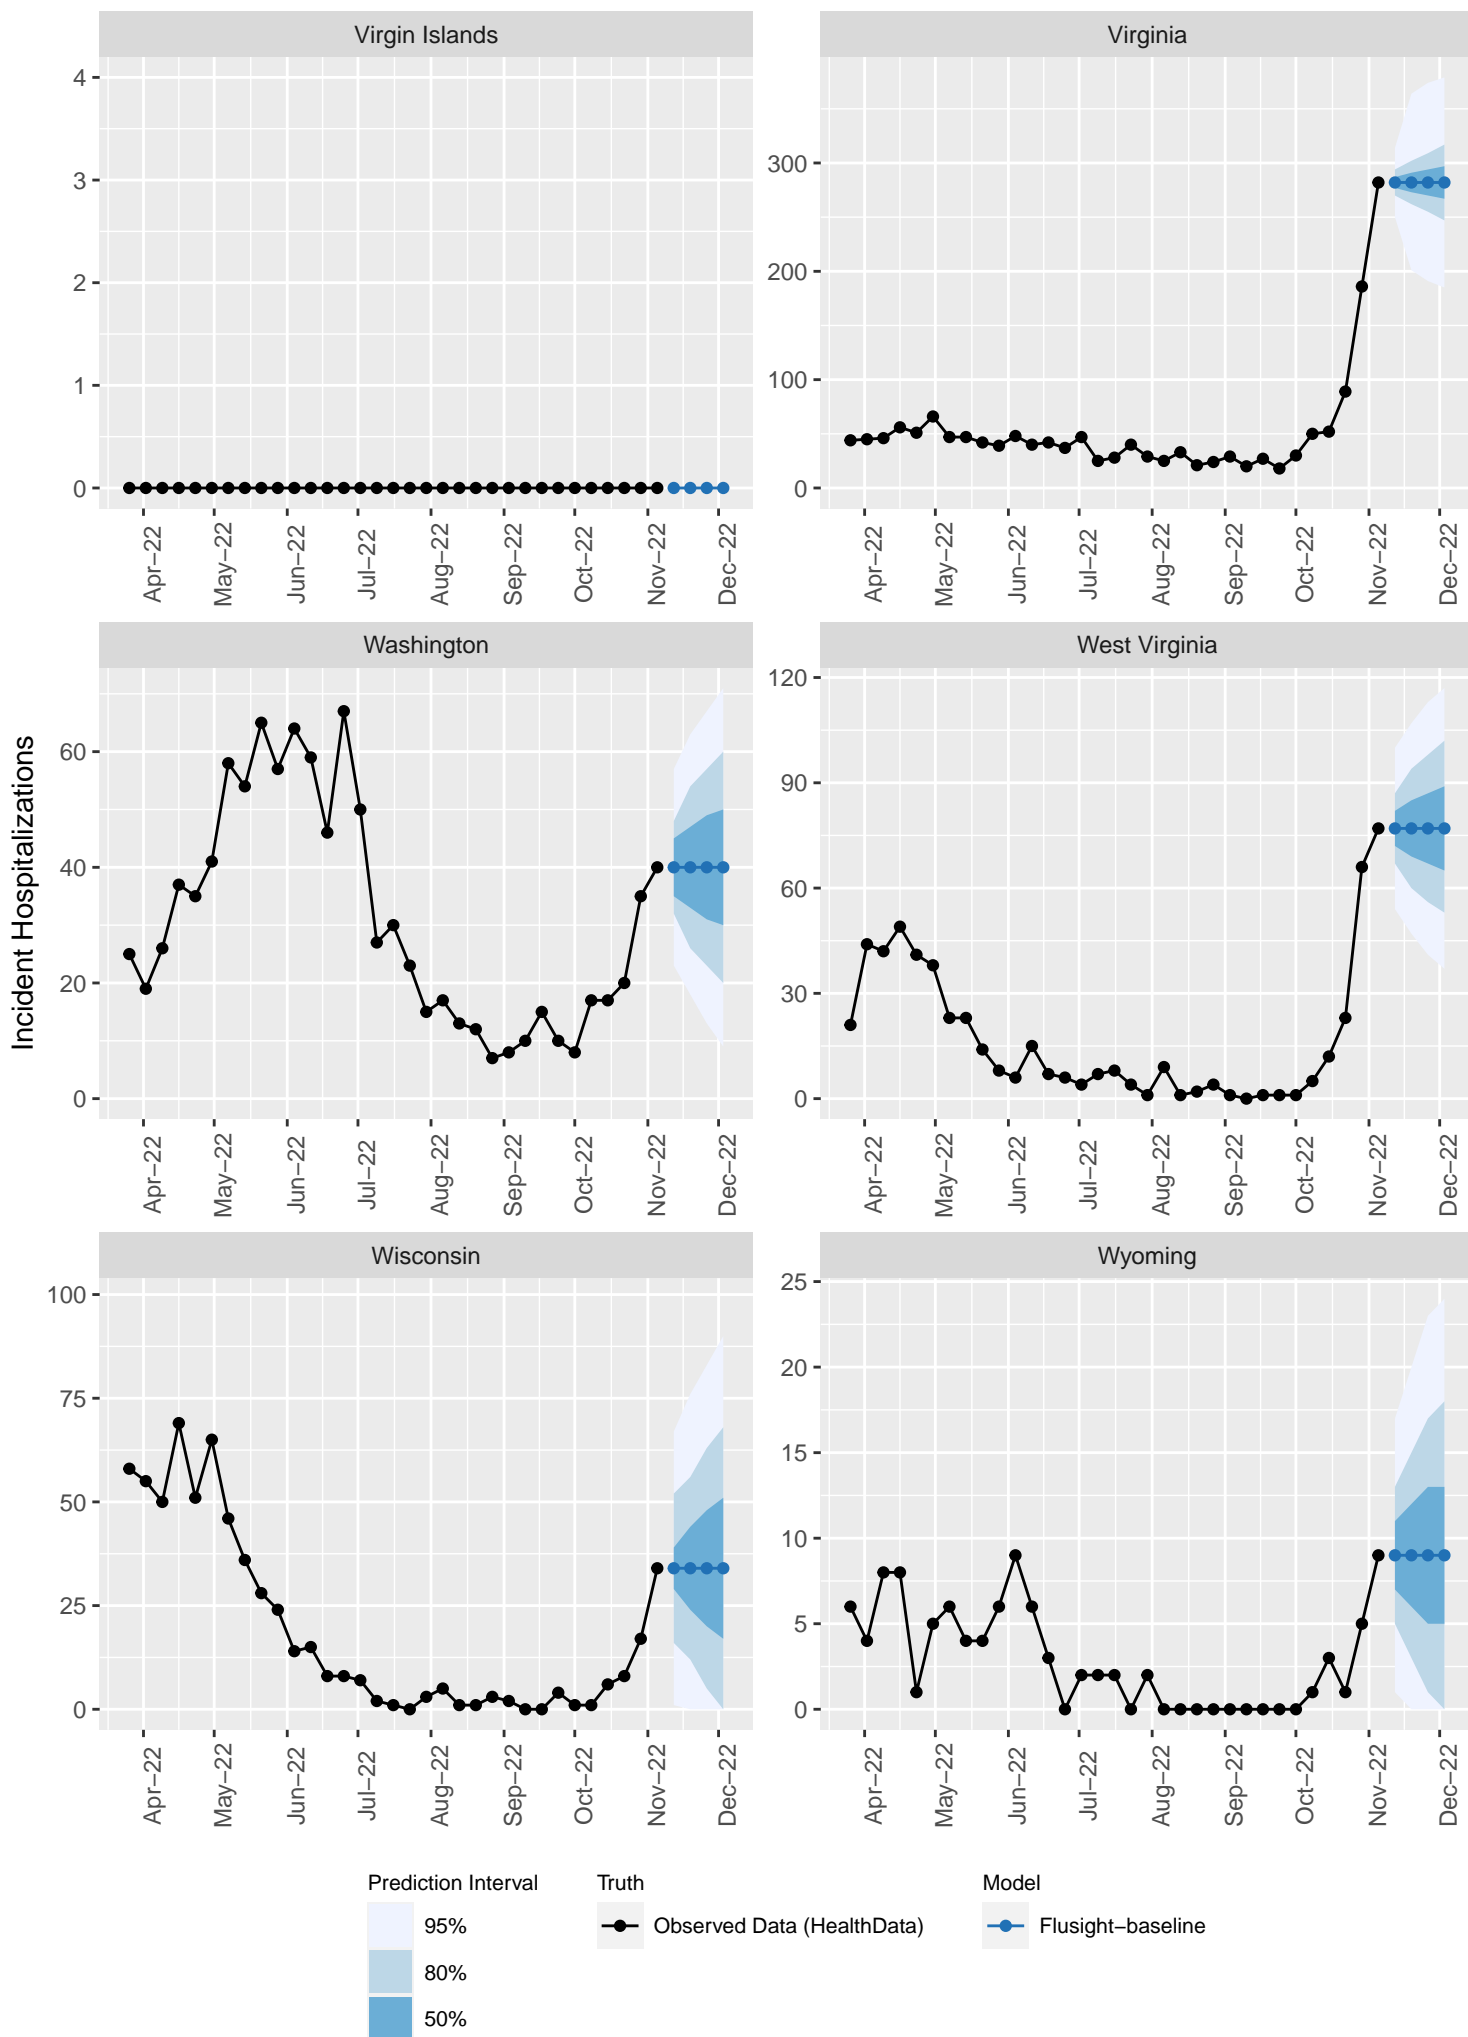 Virgin Islands
4
3
2
1
0
Apr−22
May−22
Jun−22
Jul−22
Aug−22
Sep−22
Oct−22
Nov−22
Dec−22
Virginia
300
200
100
0
Apr−22
May−22
Jun−22
Jul−22
Aug−22
Sep−22
Oct−22
Nov−22
Dec−22
Incident Hospitalizations
Washington
60
40
20
0
Apr−22
May−22
Jun−22
Jul−22
Aug−22
Sep−22
Oct−22
Nov−22
Dec−22
West Virginia
120
90
60
30
0
Apr−22
May−22
Jun−22
Jul−22
Aug−22
Sep−22
Oct−22
Nov−22
Dec−22
Wisconsin
100
75
50
25
0
Apr−22
May−22
Jun−22
Jul−22
Aug−22
Sep−22
Oct−22
Nov−22
Dec−22
Wyoming
25
20
15
10
5
0
Apr−22
May−22
Jun−22
Jul−22
Aug−22
Sep−22
Oct−22
Nov−22
Dec−22
Prediction Interval
95%
80%
50%
Truth
Observed Data (HealthData)
Model
Flusight−baseline